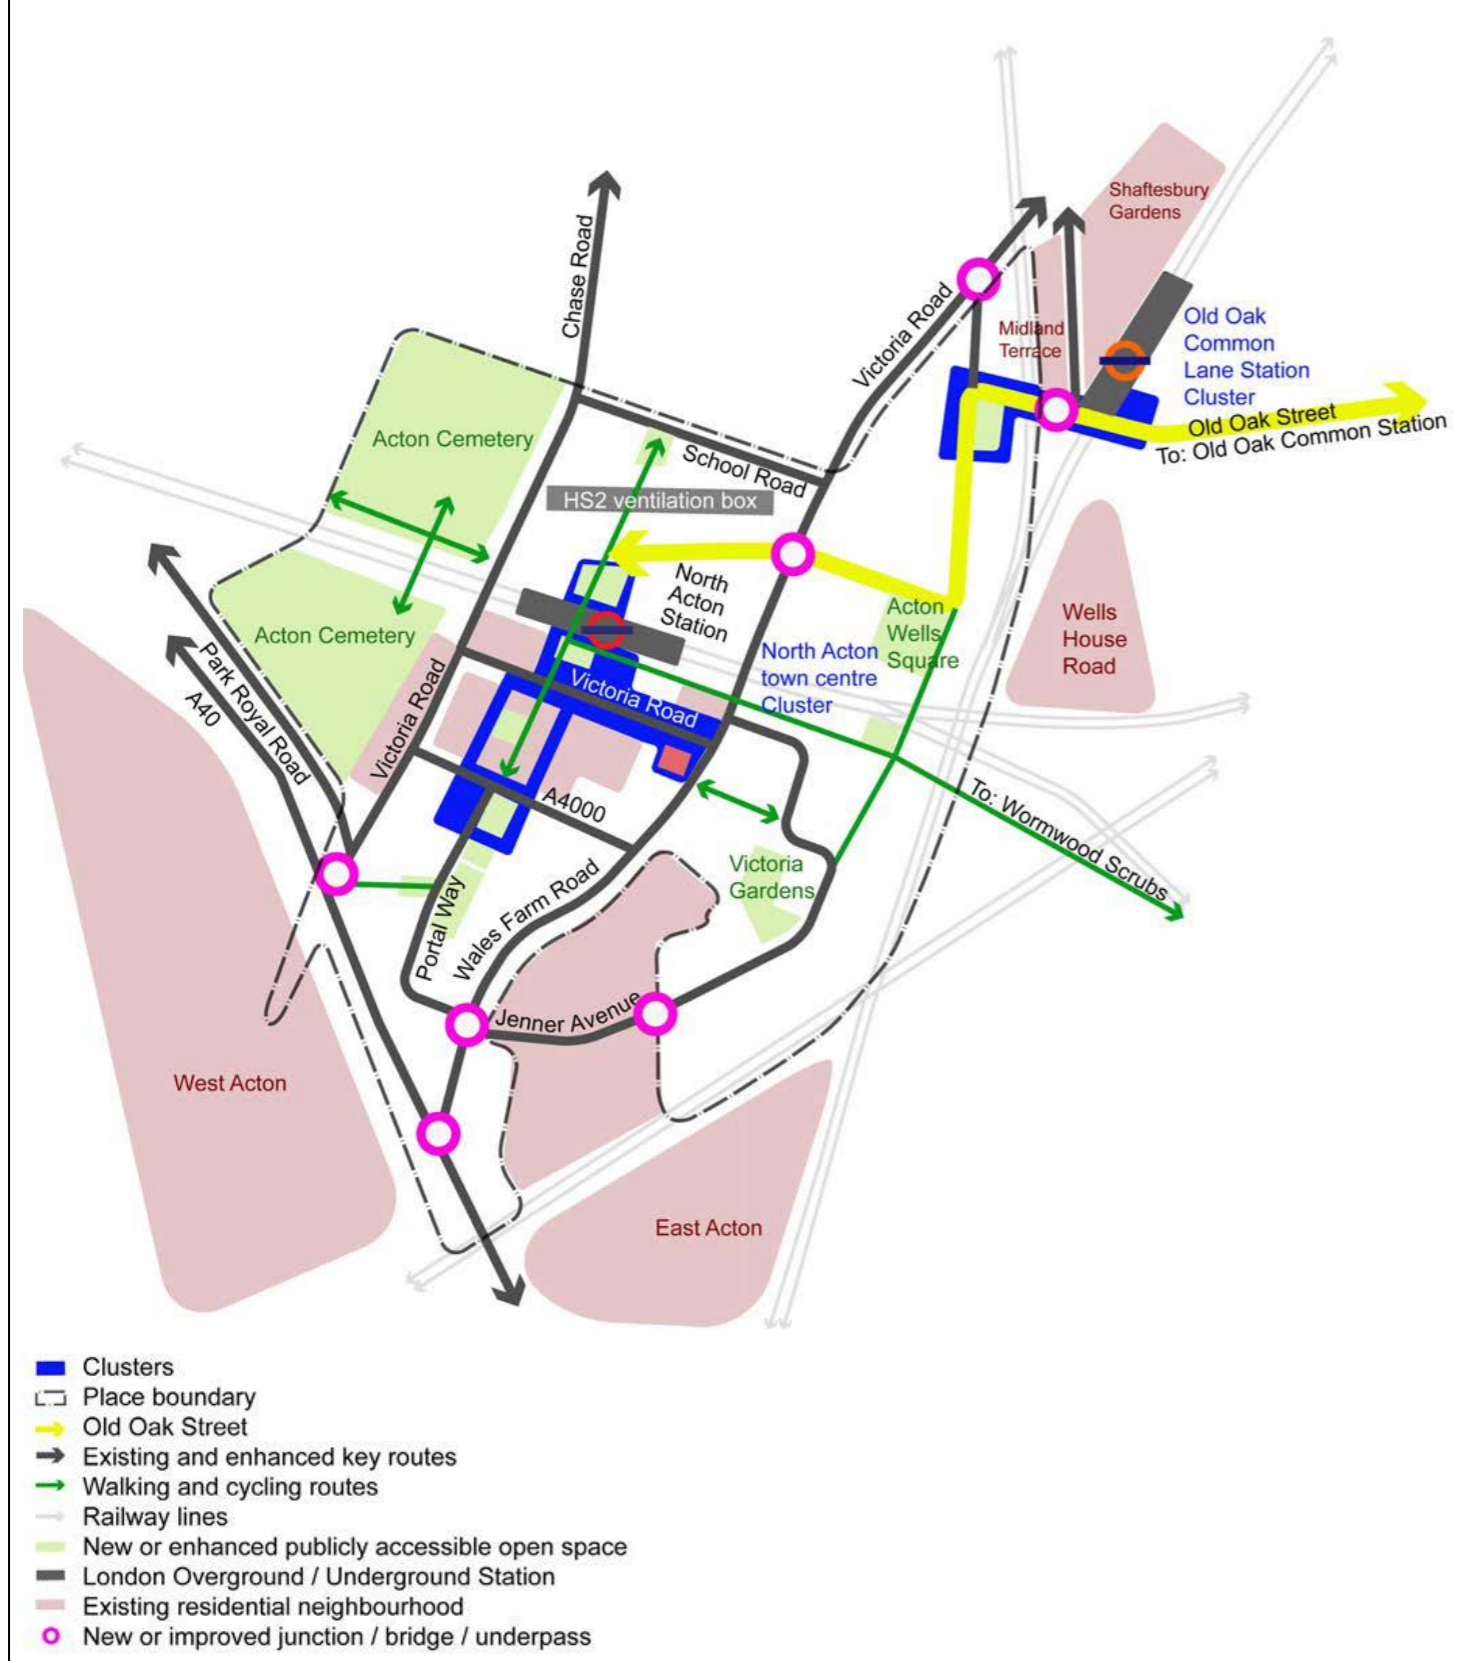 Shaftesbury
Gardens
Chase Road
Victoria Road
Midland
Terrace
Old Oak
Common
Lane Station
Cluster
Old Oak Street
To: Old Oak Common Station
Acton Cemetery
School Road
HS2 ventilation box
North
Acton
Station
Acton
Wells
Square
Wells
House
Road
Acton Cemetery
North Acton
town centre
Cluster
Park Royal Road
A40
Victoria Road
Victoria Road
A4000
To: Wormwood Scrubs
Victoria
Gardens
Portal Way
Wales Farm Road
Jenner Avenue
West Acton
East Acton
Clusters
Place boundary
Old Oak Street
Existing and enhanced key routes
Walking and cycling routes
Railway lines
New or enhanced publicly accessible open space
London Overground / Underground Station
Existing residential neighbourhood
New or improved junction / bridge / underpass